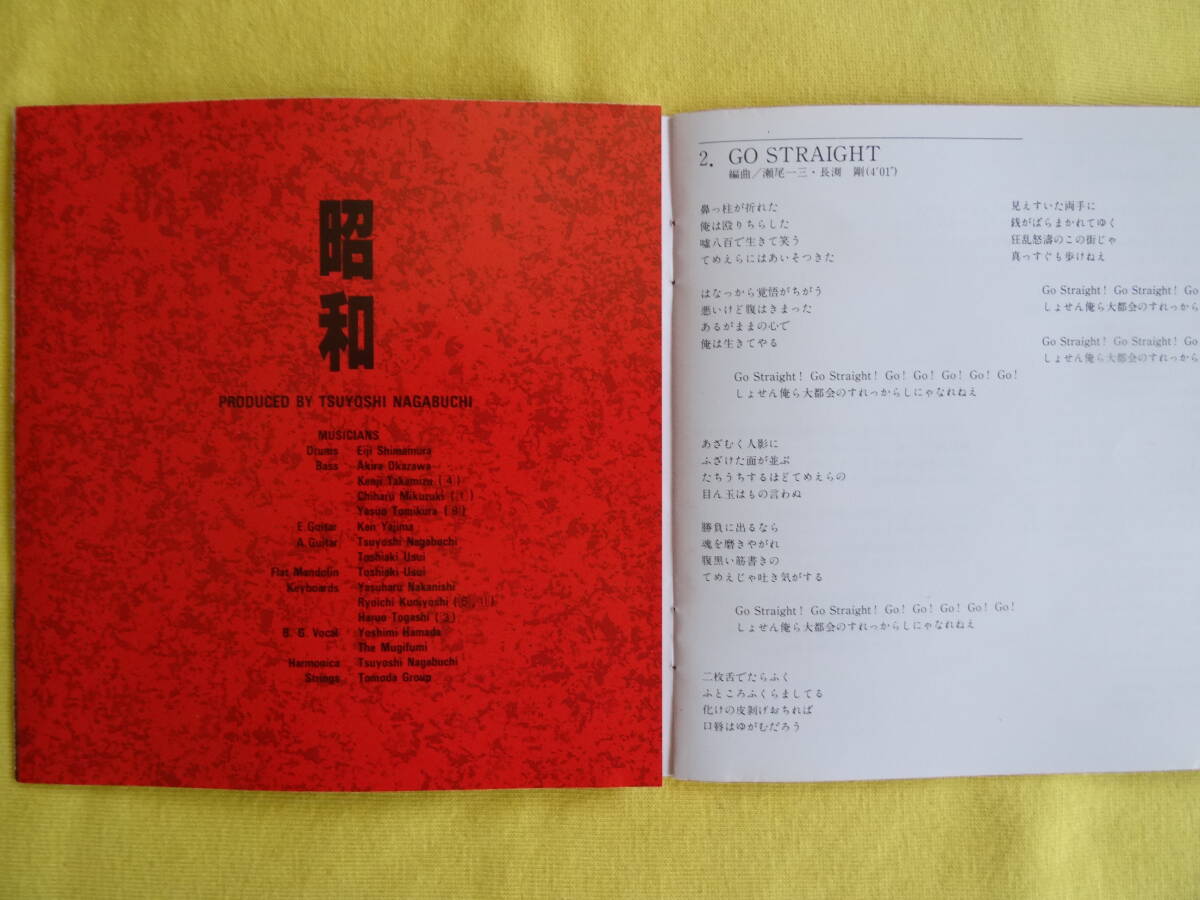 昭和
PRODUCED BY TSUYOSHI NAGABUCHI
MUSICIANS
Drums Eiji Shimamura
Bass Akira Okazawa
Kenji Takamizu (4)
Chiharu Mikuzuki (1)
Yasuo Tomikura (9)
E. Guitar Ken Yajima
A. Guitar Tsuyoshi Nagabuchi
Toshiaki Usui
Flat Mandolin Toshiaki Usui
Keyboards Yasuharu Nakanishi
Ryoichi Kuniyoshi
Haruo Togashi (3)
B. G. Vocal Yoshimi Hamada
The Mugifumi
Harmonica Tsuyoshi Nagabuchi
Strings Tomoda Group
2. GO STRAIGHT
編曲/瀬尾一三・長渕 剛(4'01")
鼻っ柱が折れた
俺は殴りちらした
嘘八百で生きて笑う
てめえらにはあいそつきた
はなっから覚悟がちがう
悪いけど腹はきまった
あるがままの心で
俺は生きてやる
Go Straight! Go Straight! Go! Go! Go! Go! Go!
しょせん俺ら大都会のすれっからしにゃなれねえ
あざむく人影に
ふざけた面が並ぶ
たちうちするほどてめえらの
目ん玉はもの言わぬ
勝負に出るなら
魂を磨きやがれ
腹黒い筋書きの
てめえじゃ吐き気がする
Go Straight! Go Straight! Go! Go! Go! Go! Go!
しょせん俺ら大都会のすれっからしにゃなれねえ
二枚舌でたらふく
ふところふくらましてる
化けの皮剥げおちれば
口唇はゆがむだろう
見えすいた両手に
銭がばらまかれてゆく
狂乱怒濤のこの街じゃ
真っすぐも歩けねえ
Go Straight! Go Straight! Go
しょせん俺ら大都会のすれっから
Go Straight! Go Straight! Go
しょせん俺ら大都会のすれっから